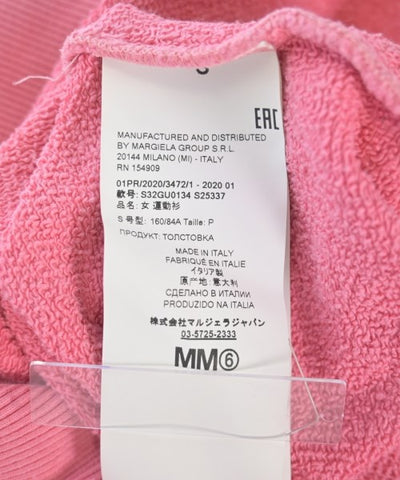 S
EAC
MANUFACTURED AND DISTRIBUTED
BY MARGIELA GROUP S.R.L.
20144 MILANO (MI) - ITALY
RN 154909
01PR/2020/3472/1 - 2020 01
款号: S32GU0134 S25337
品名: 女 運動衫
S 号型: 160/84A Taille: P
ПРОДУКТ: ТОЛСТОВКА
MADE IN ITALY
FABRIQUÉ EN ITALIE
イタリア製
原产地: 意大利
СДЕЛАНО В ИТАЛИИ
PRODUZIDO NA ITALIA
株式会社マルジェラジャパン
03-5725-2333
MM⑥